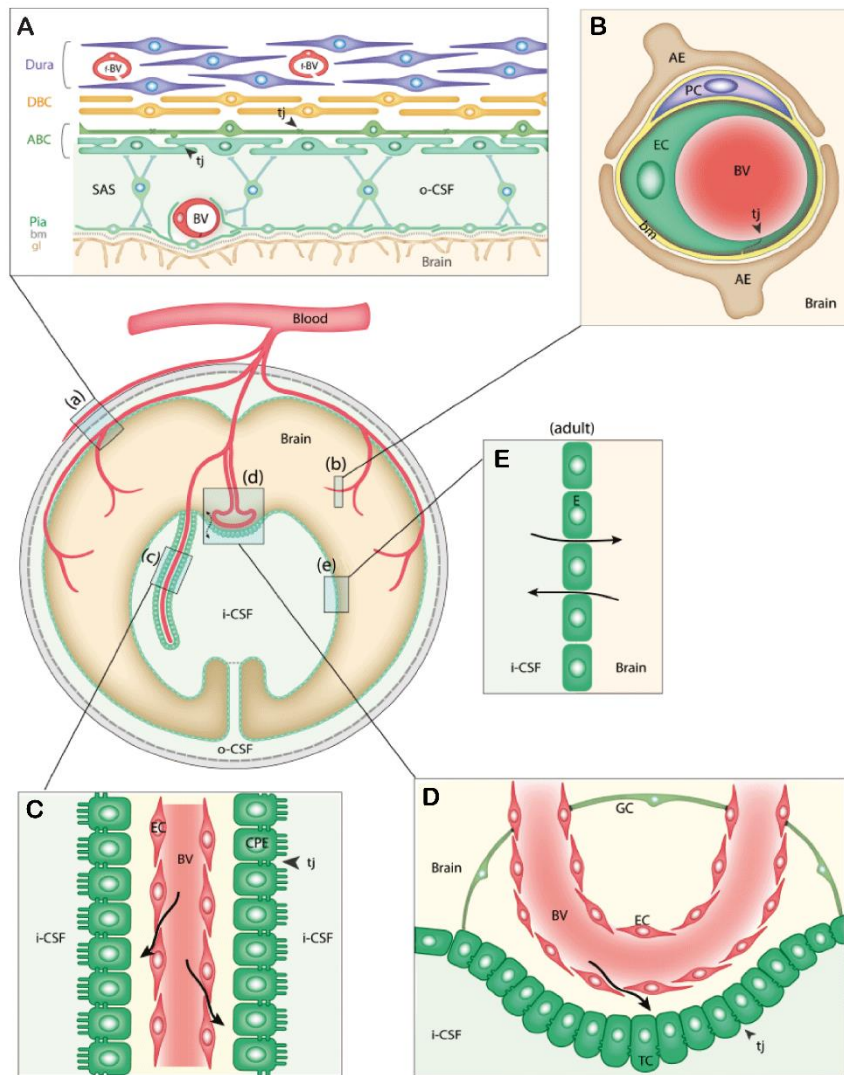 A
Dura
f-BV
f-BV
DBC
tj
ABC
tj
SAS
o-CSF
BV
Pia
bm
gl
Brain
B
AE
PC
EC
BV
tj
bm
AE
Brain
Blood
(a)
Brain
(b)
(d)
(c)
(e)
i-CSF
o-CSF
(adult)
E
E
i-CSF
Brain
C
EC
CPE
BV
tj
i-CSF
i-CSF
D
GC
Brain
BV
EC
i-CSF
tj
TC